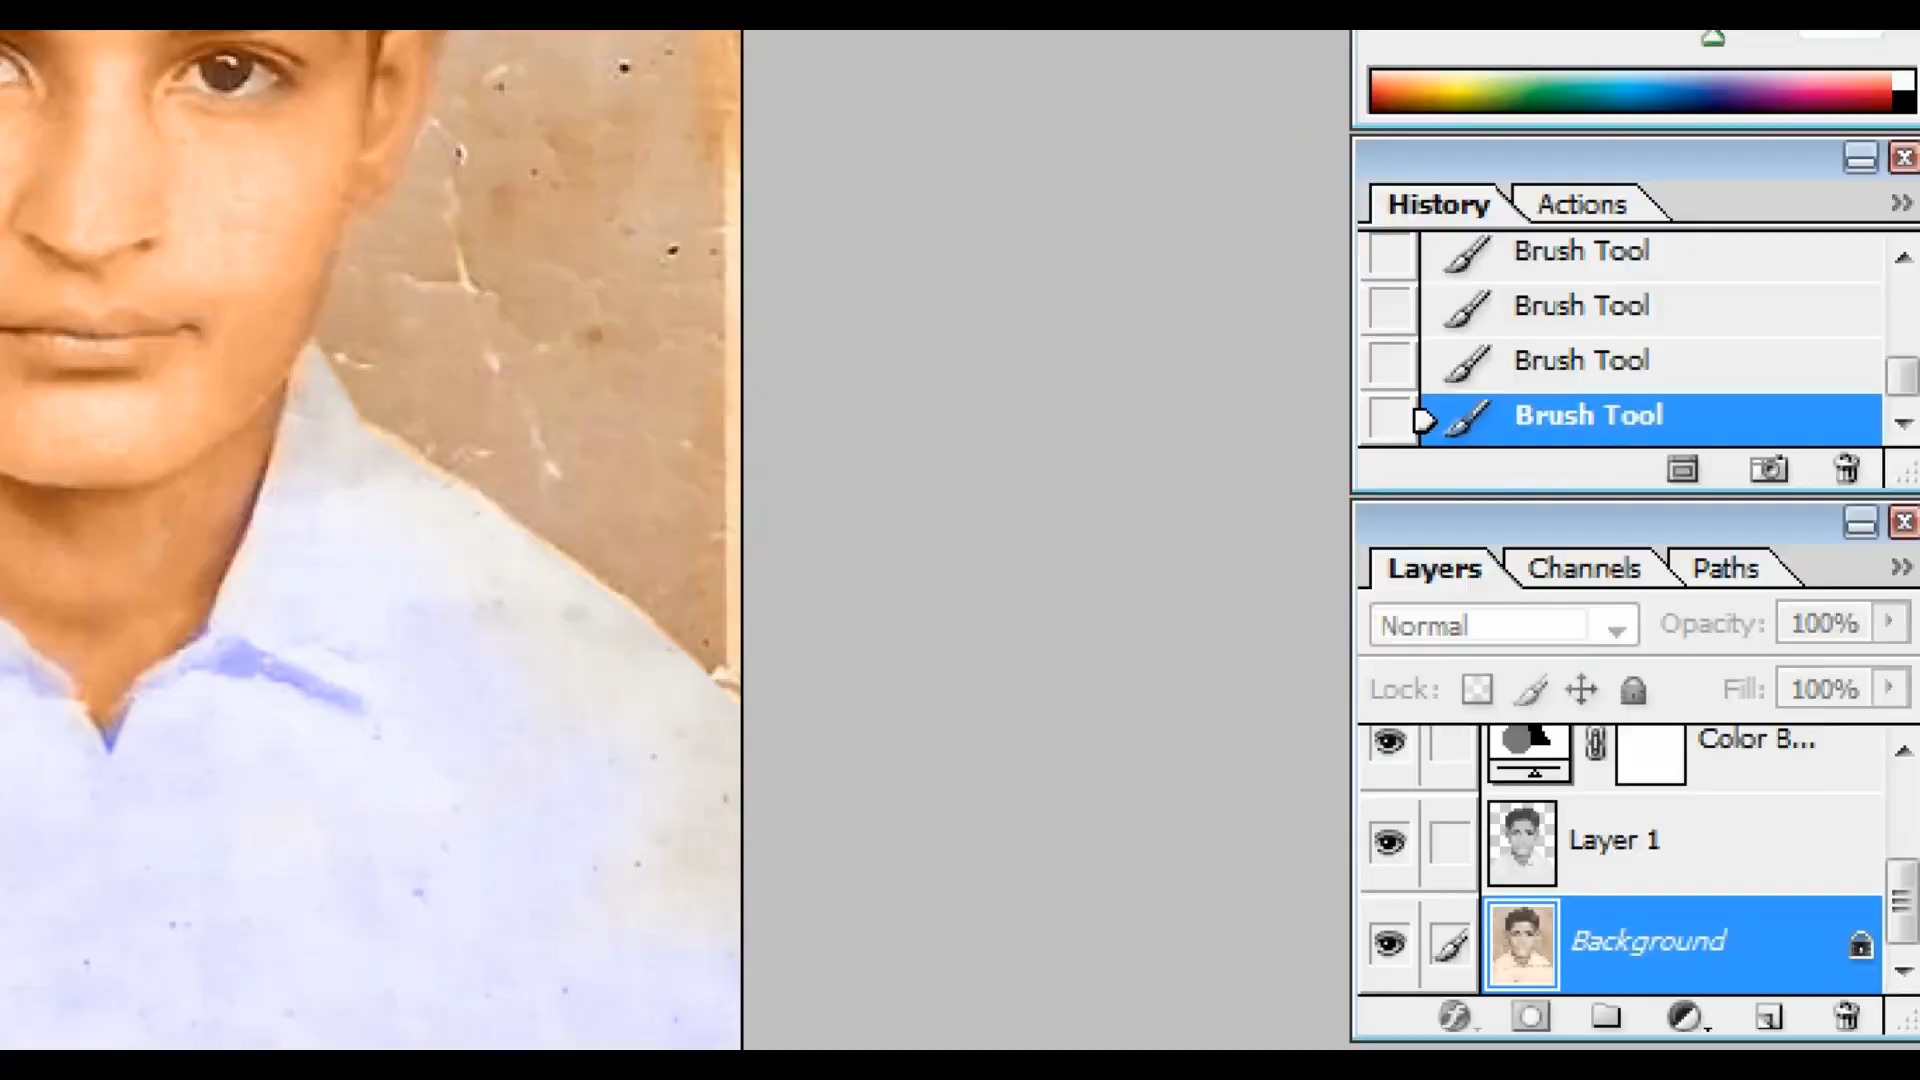 History Actions
Brush Tool
Brush Tool
Brush Tool
Brush Tool
Layers Channels Paths
Normal Opacity: 100%
Lock: Fill: 100%
Color B...
Layer 1
Background